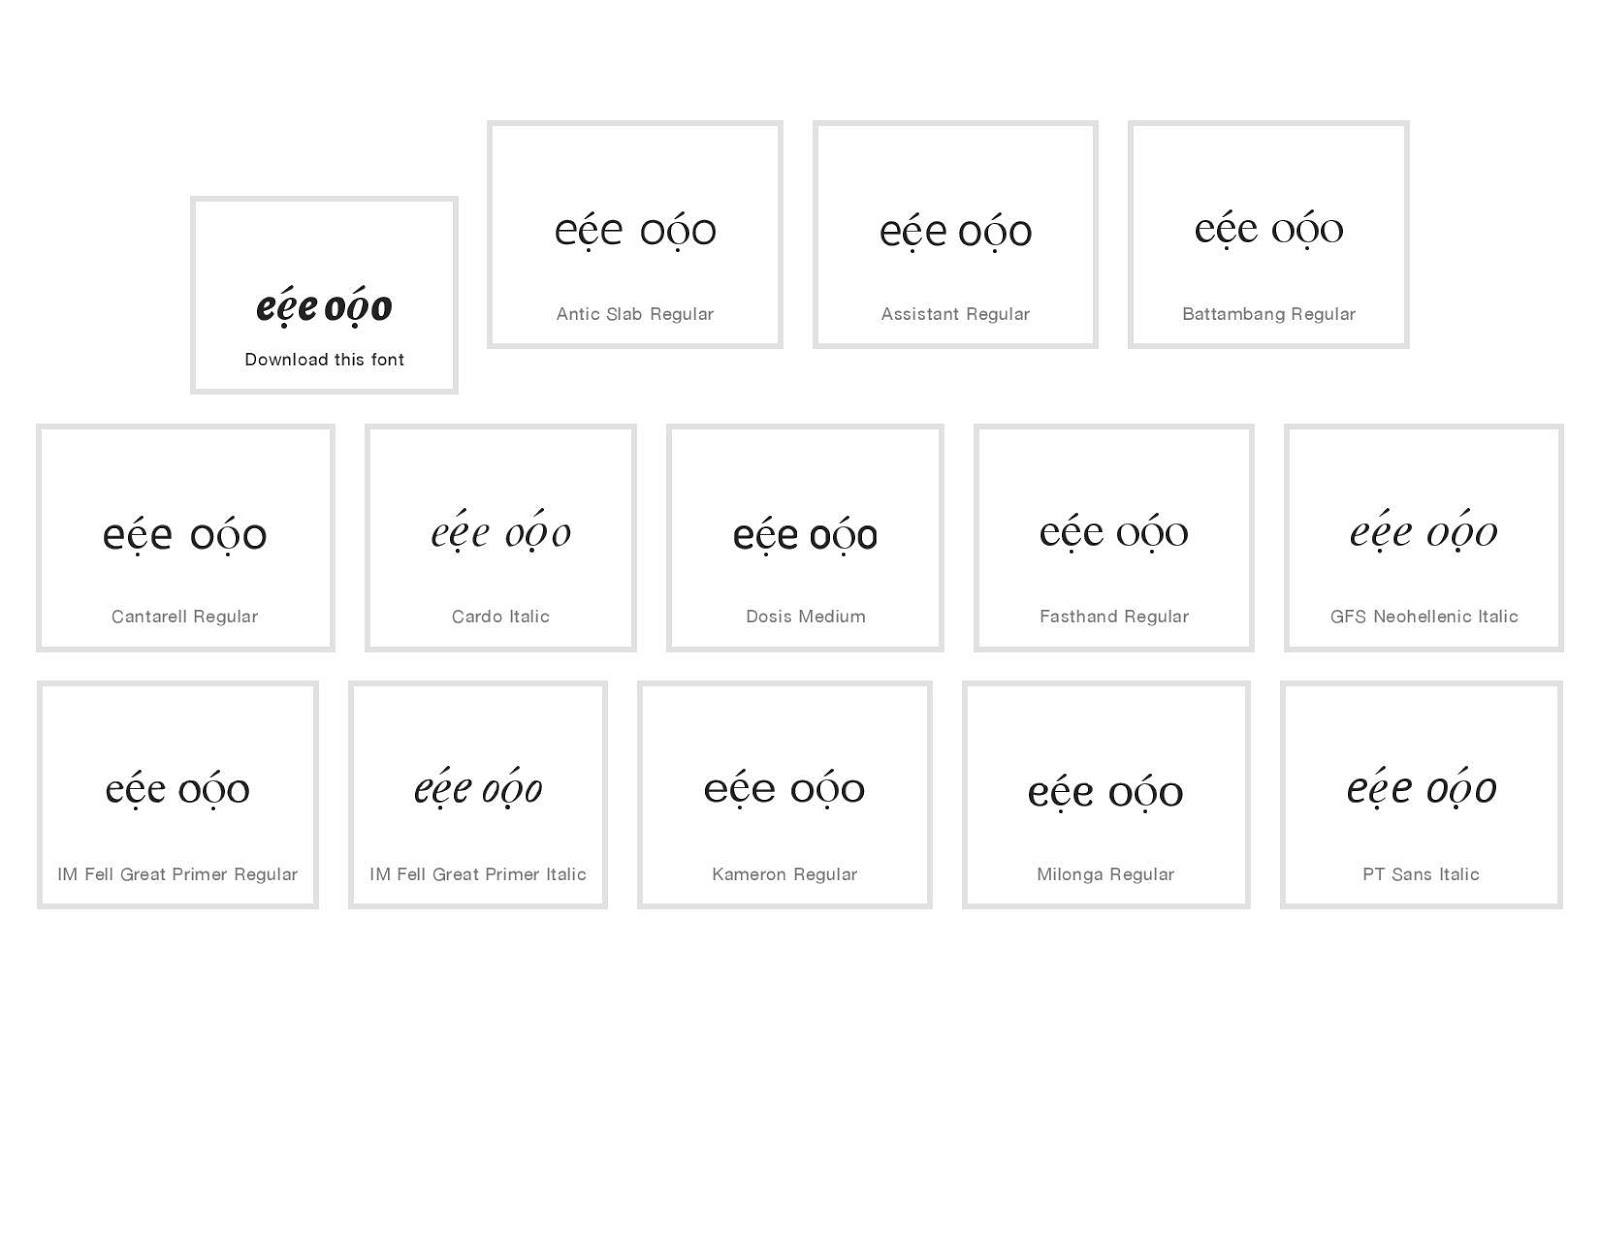 eẹ́e oọ́o
Download this font
eẹ́e oọ́o
Antic Slab Regular
eẹ́e oọ́o
Assistant Regular
eẹ́e oọ́o
Battambang Regular
eẹ́e oọ́o
Cantarell Regular
eẹ́e oọ́o
Cardo Italic
eẹ́e oọ́o
Dosis Medium
eẹ́e oọ́o
Fasthand Regular
eẹ́e oọ́o
GFS Neohellenic Italic
eẹ́e oọ́o
IM Fell Great Primer Regular
eẹ́e oọ́o
IM Fell Great Primer Italic
eẹ́e oọ́o
Kameron Regular
eẹ́e oọ́o
Milonga Regular
eẹ́e oọ́o
PT Sans Italic